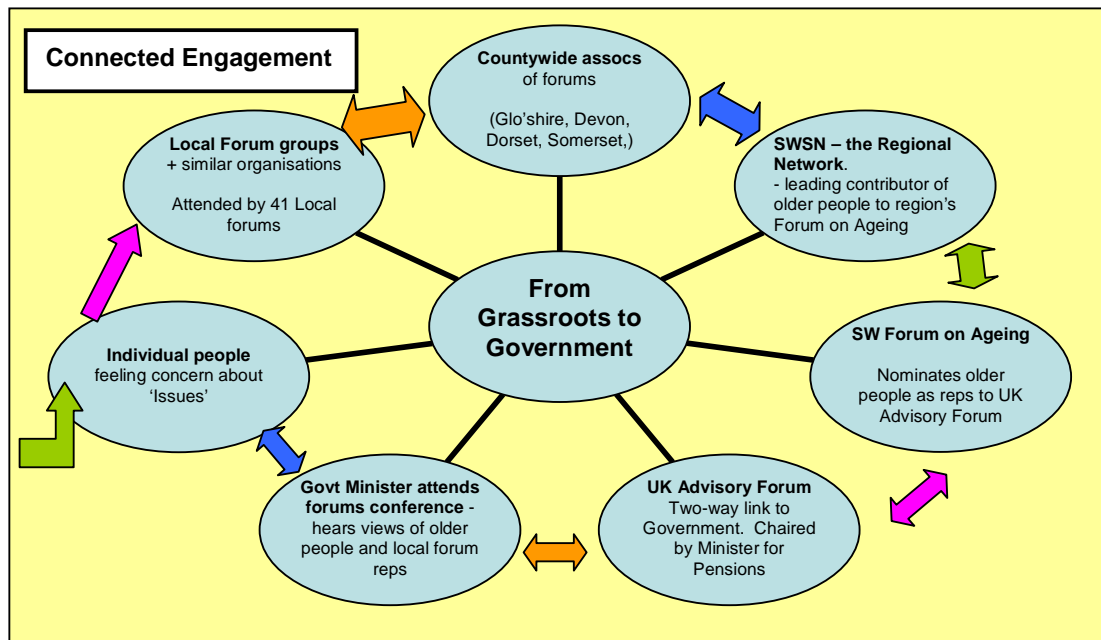 Connected Engagement
Countywide assocs
of forums
(Glo'shire, Devon,
Dorset, Somerset,)
Local Forum groups
+ similar organisations
Attended by 41 Local
forums
SWSN – the Regional
Network.
- leading contributor of
older people to region's
Forum on Ageing
From
Grassroots to
Government
Individual people
feeling concern about
'Issues'
SW Forum on Ageing
Nominates older
people as reps to UK
Advisory Forum
Govt Minister attends
forums conference -
hears views of older
people and local forum
reps
UK Advisory Forum
Two-way link to
Government. Chaired
by Minister for
Pensions